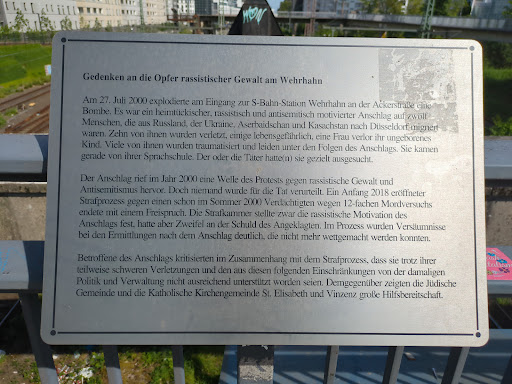 Gedenken an die Opfer rassistischer Gewalt am Wehrhahn
Am 27. Juli 2000 explodierte am Eingang zur S-Bahn-Station Wehrhahn an der Ackerstraße eine
Bombe. Es war ein heimtückischer, rassistisch und antisemitisch motivierter Anschlag auf zwölf
Menschen, die aus Russland, der Ukraine, Aserbaidschan und Kasachstan nach Düsseldorf migriert
waren. Zehn von ihnen wurden verletzt, einige lebensgefährlich, eine Frau verlor ihr ungeborenes
Kind. Viele von ihnen wurden traumatisiert und leiden unter den Folgen des Anschlags. Sie kamen
gerade von ihrer Sprachschule. Der oder die Täter hatte(n) sie gezielt ausgesucht.
Der Anschlag rief im Jahr 2000 eine Welle des Protests gegen rassistische Gewalt und
Antisemitismus hervor. Doch niemand wurde für die Tat verurteilt. Ein Anfang 2018 eröffneter
Strafprozess gegen einen schon im Sommer 2000 Verdächtigten wegen 12-fachen Mordversuchs
endete mit einem Freispruch. Die Strafkammer stellte zwar die rassistische Motivation des
Anschlags fest, hatte aber Zweifel an der Schuld des Angeklagten. Im Prozess wurden Versäumnisse
bei den Ermittlungen nach dem Anschlag deutlich, die nicht mehr wettgemacht werden konnten.
Betroffene des Anschlags kritisierten im Zusammenhang mit dem Strafprozess, dass sie trotz ihrer
teilweise schweren Verletzungen und den aus diesen folgenden Einschränkungen von der damaligen
Politik und Verwaltung nicht ausreichend unterstützt worden seien. Demgegenüber zeigten die Jüdische
Gemeinde und die Katholische Kirchengemeinde St. Elisabeth und Vinzenz große Hilfsbereitschaft.